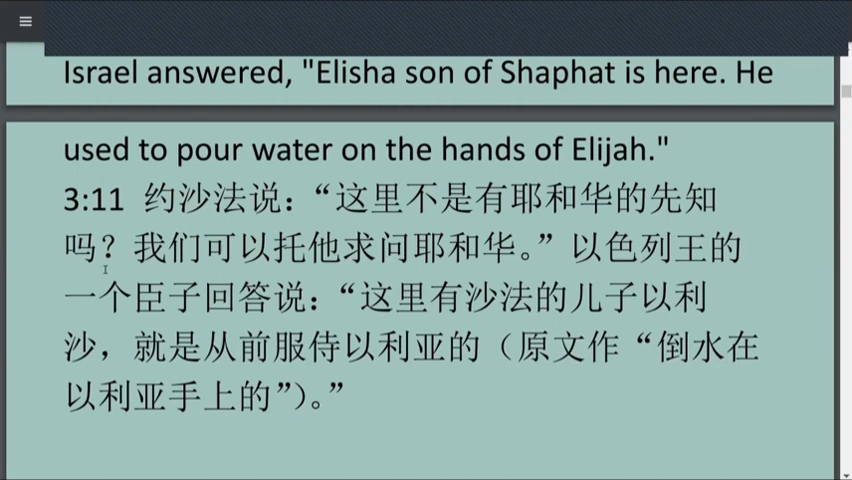 Israel answered, "Elisha son of Shaphat is here. He
used to pour water on the hands of Elijah."
3:11 约沙法说：“这里不是有耶和华的先知
吗？我们可以托他求问耶和华。”以色列王的
一个臣子回答说：“这里有沙法的儿子以利
沙，就是从前服侍以利亚的（原文作“倒水在
以利亚手上的”）。”